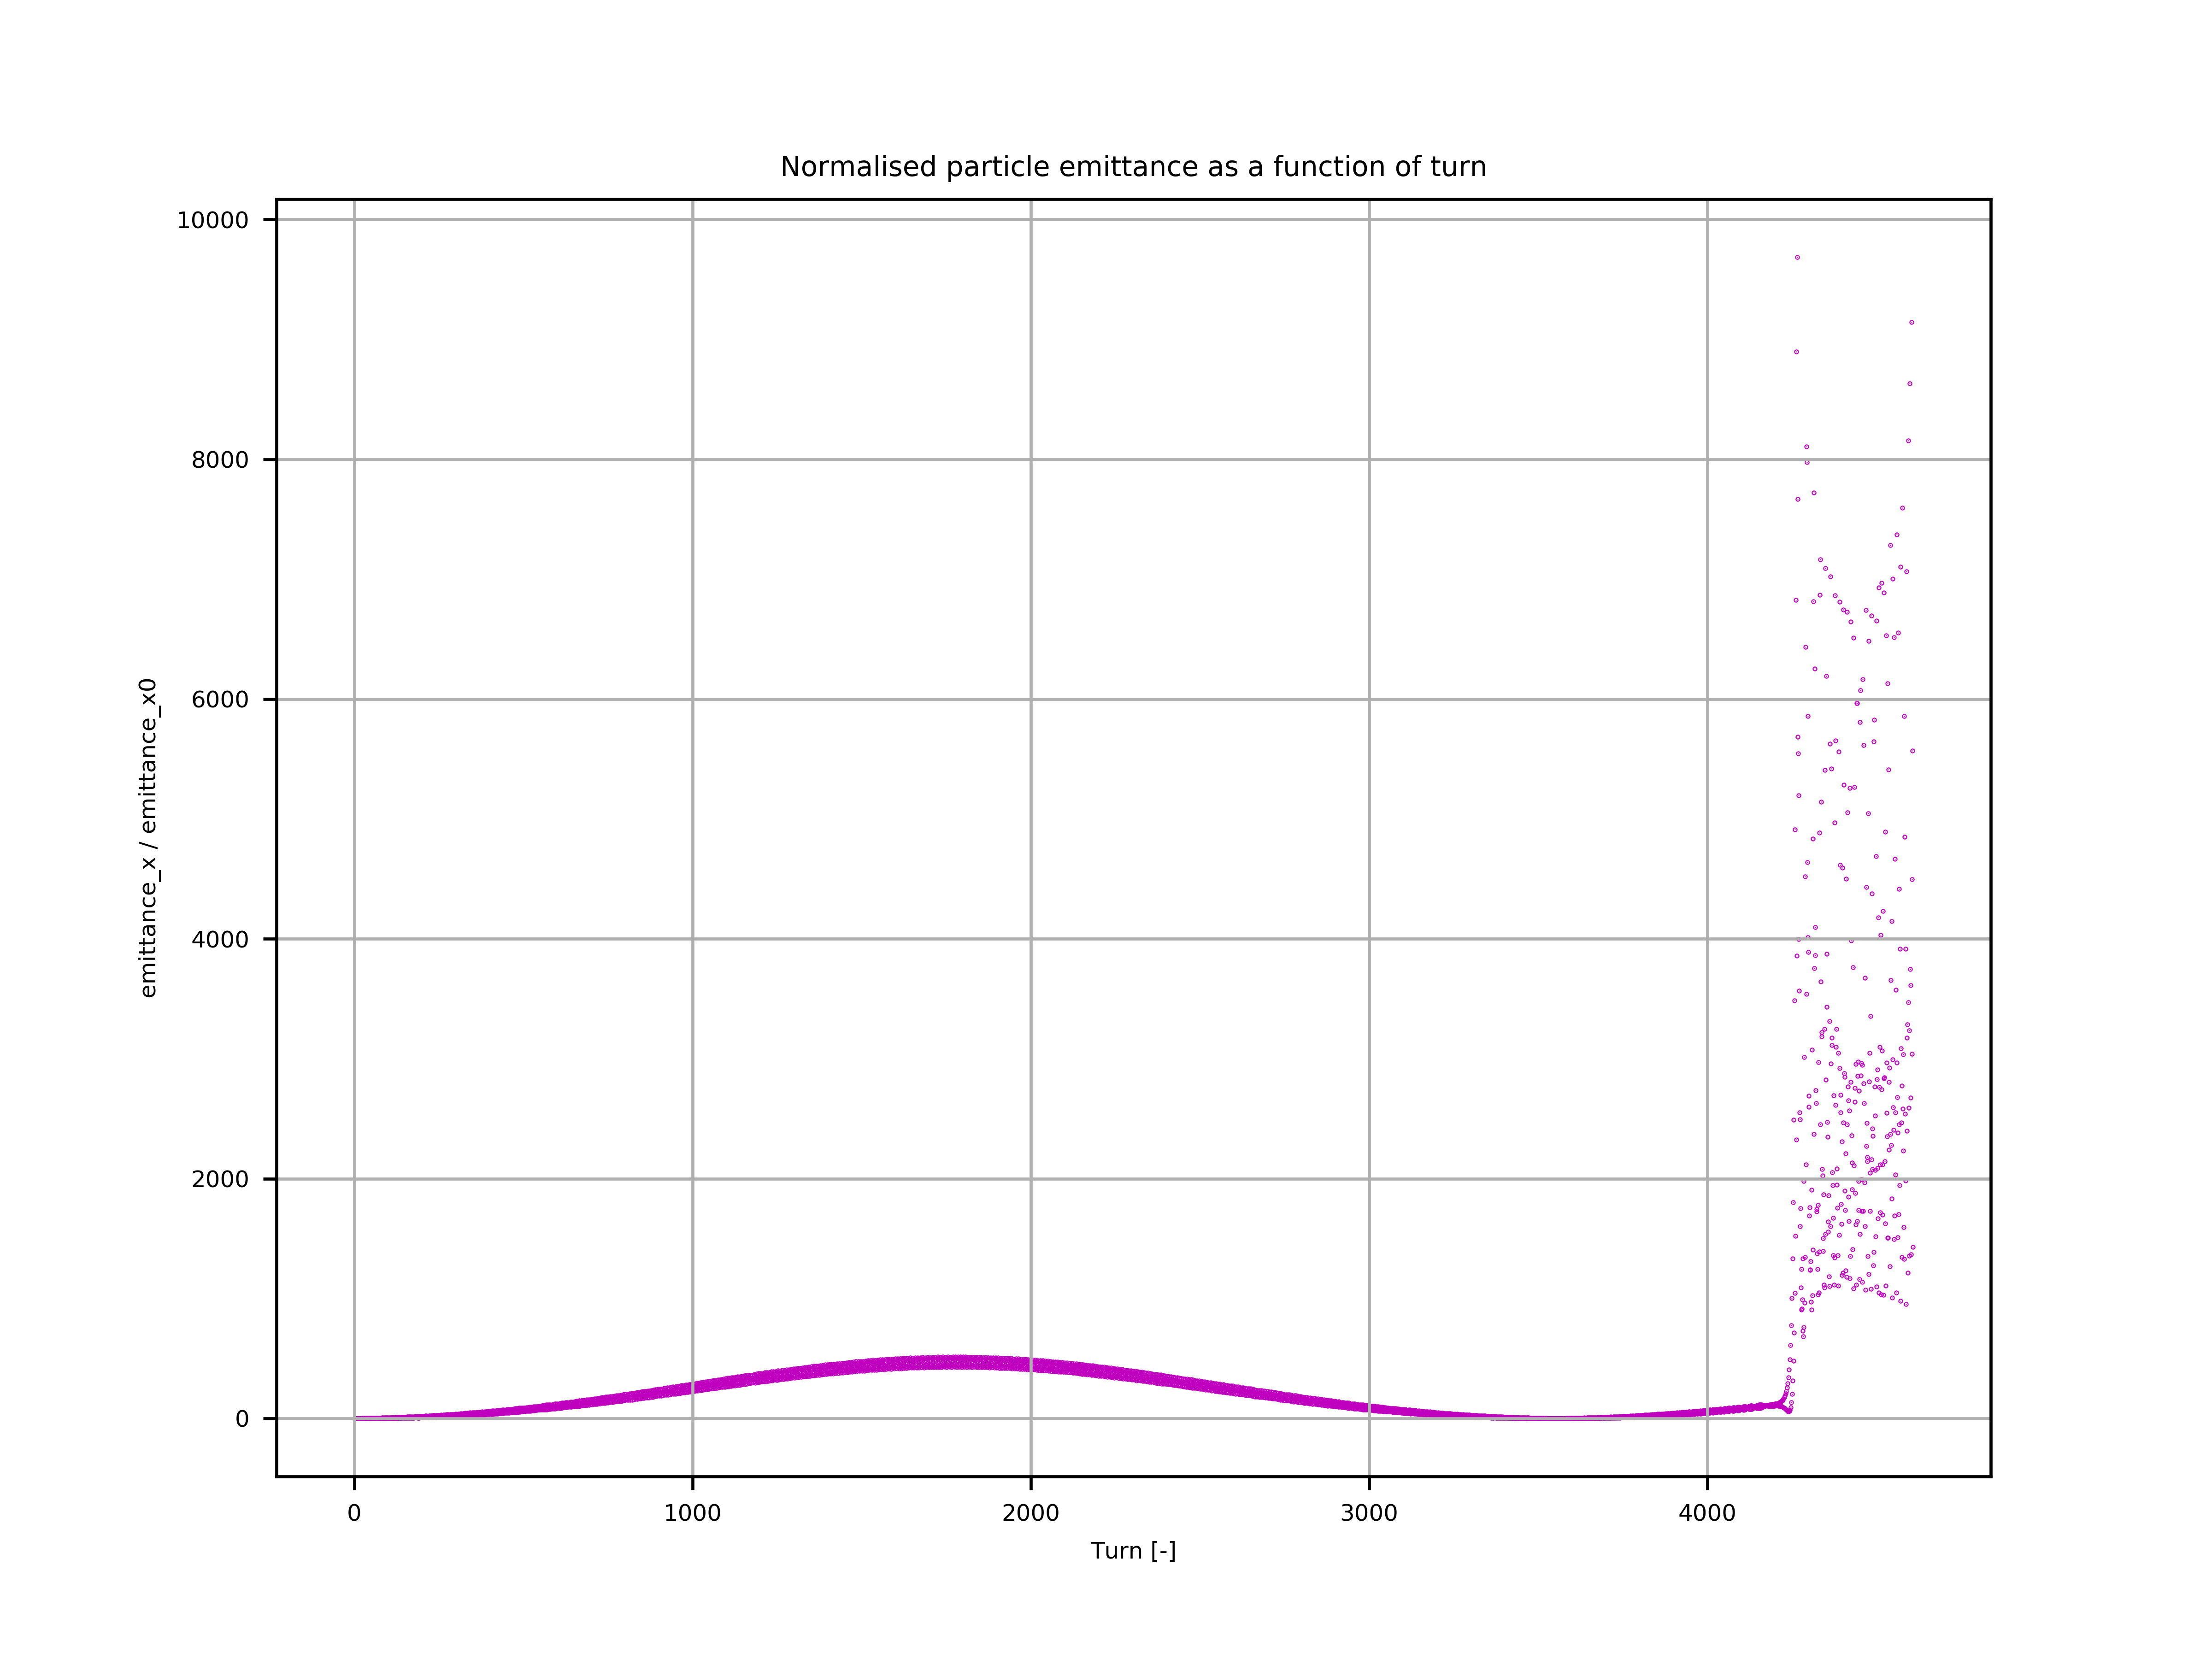 Normalised particle emittance as a function of turn
10000
8000
6000
4000
2000
0
emittance_x / emittance_x0
0 1000 2000 3000 4000
Turn [-]